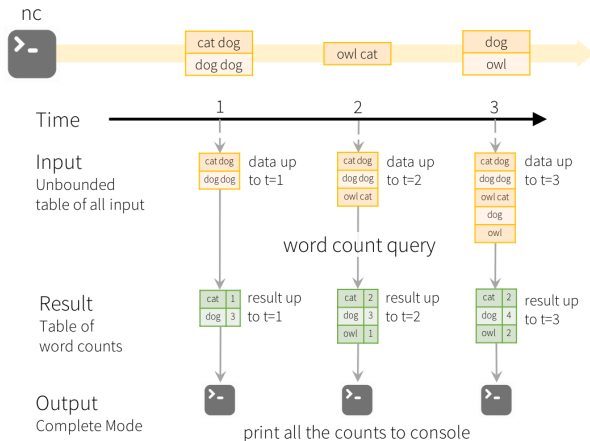 nc
cat dog
dog dog
owl cat
dog
owl
Time
1
2
3
Input
Unbounded
table of all input
cat dog
dog dog
data up
to t=1
cat dog
dog dog
owl cat
data up
to t=2
cat dog
dog dog
owl cat
dog
owl
data up
to t=3
word count query
Result
Table of
word counts
cat 1
dog 3
result up
to t=1
cat 2
dog 3
owl 1
result up
to t=2
cat 2
dog 4
owl 2
result up
to t=3
Output
Complete Mode
print all the counts to console